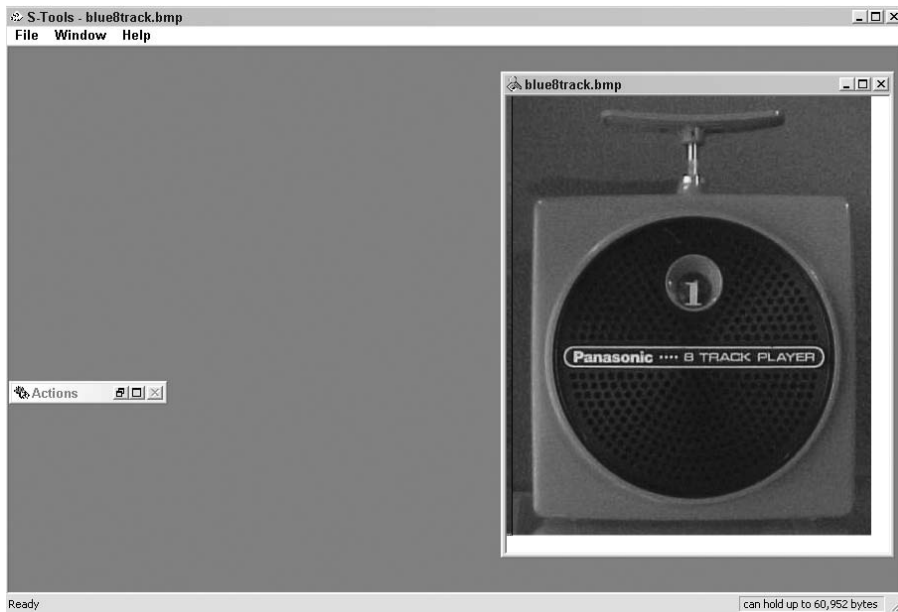 S-Tools - blue8track.bmp
File Window Help
blue8track.bmp
1
Panasonic •••• 8 TRACK PLAYER
Actions
Ready
can hold up to 60,952 bytes